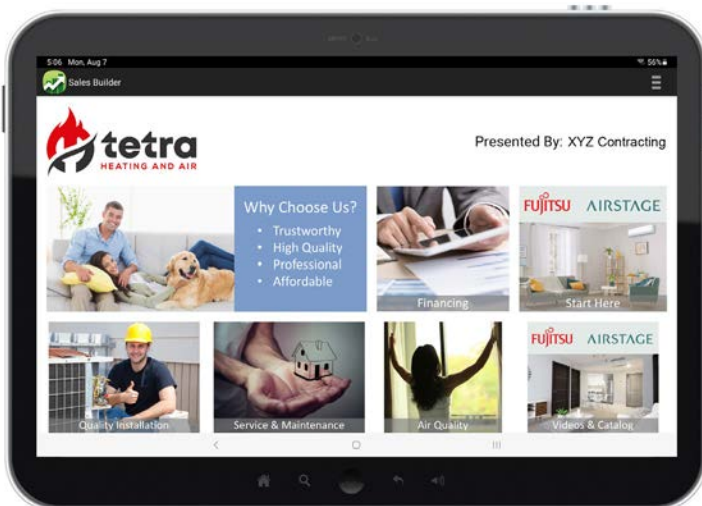 5:06 Mon, Aug 7
56%
Sales Builder
tetra
HEATING AND AIR
Presented By: XYZ Contracting
Why Choose Us?
• Trustworthy
• High Quality
• Professional
• Affordable
Financing
FUJITSU AIRSTAGE
Start Here
Quality Installation
Service & Maintenance
Air Quality
FUJITSU AIRSTAGE
Videos & Catalog